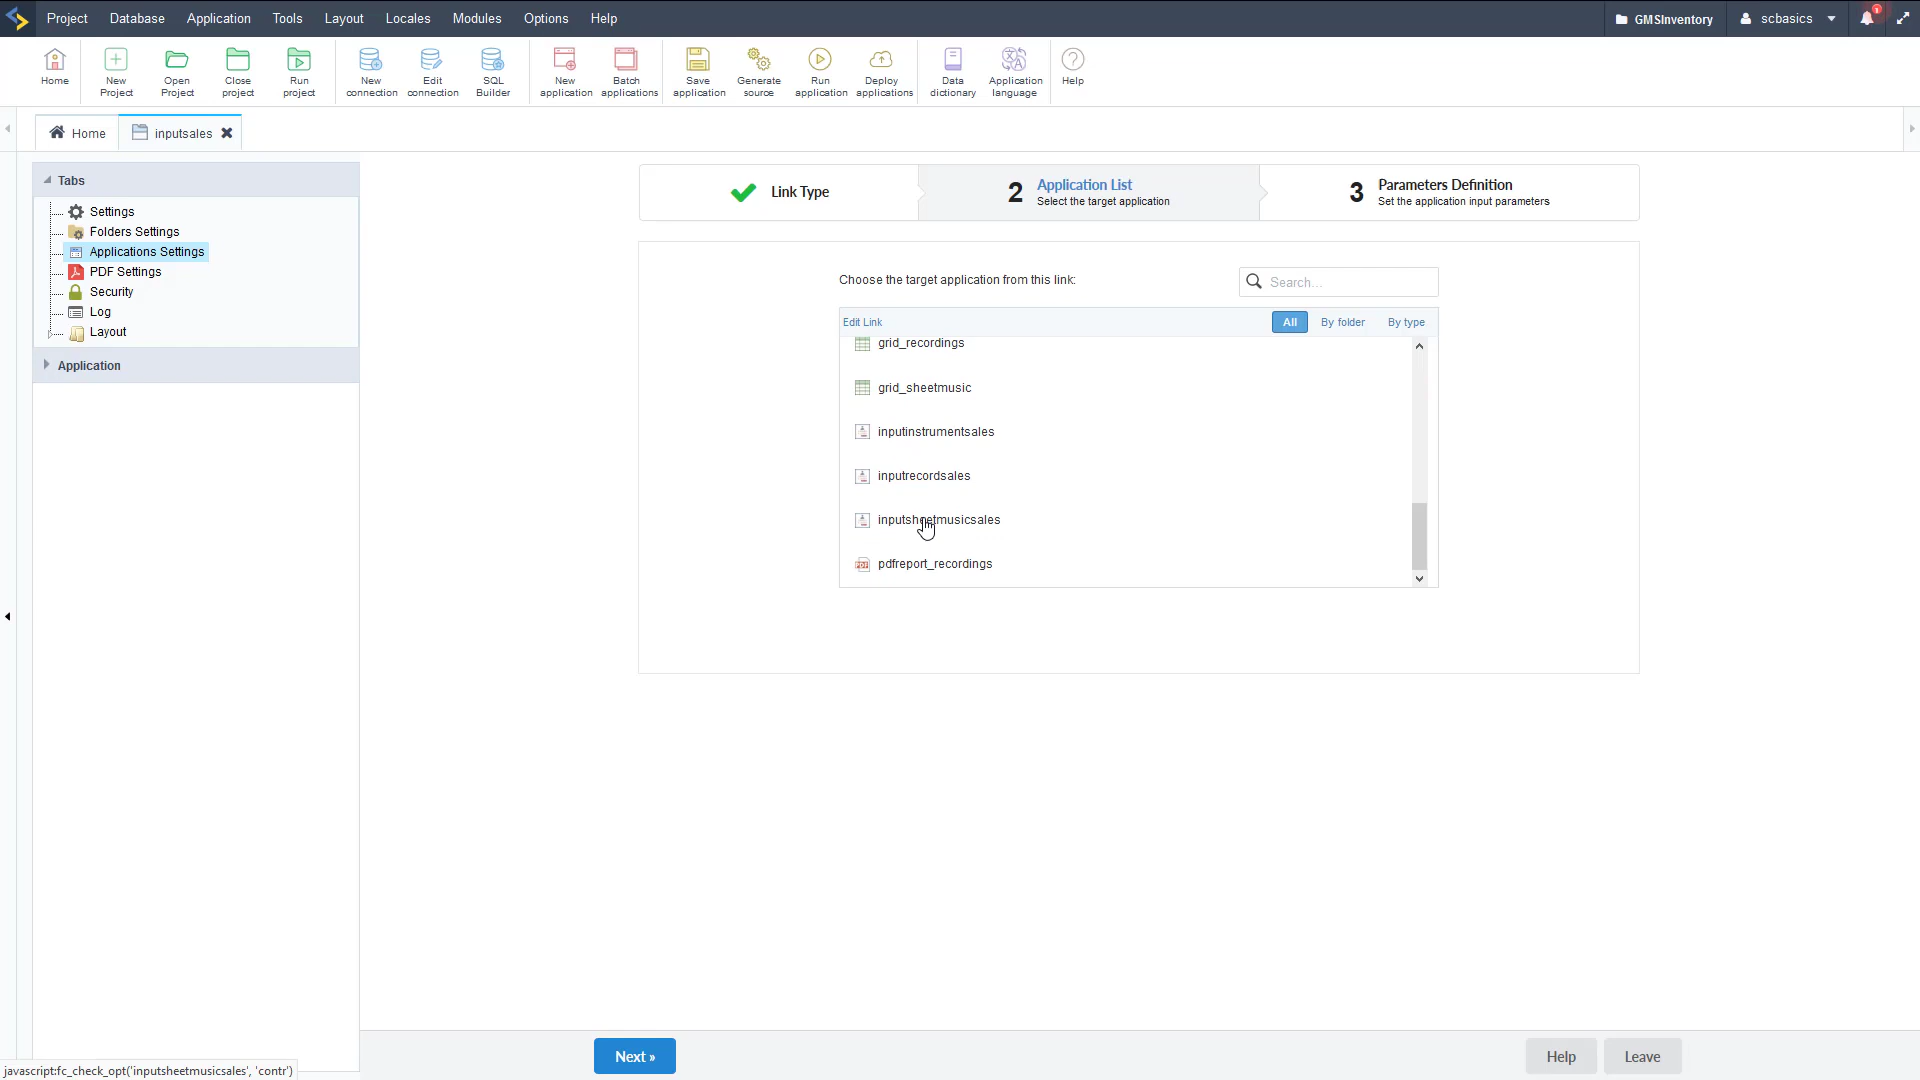 Project Database Application Tools Layout Locales Modules Options Help GMSInventory scbasics 1
Home
New Project
Open Project
Close project
Run project
New connection
Edit connection
SQL Builder
New application
Batch applications
Save application
Generate source
Run application
Deploy applications
Data dictionary
Application language
Help
Home inputsales
Tabs
Settings
Folders Settings
Applications Settings
PDF Settings
Security
Log
Layout
Application
Link Type
2 Application List
Select the target application
3 Parameters Definition
Set the application input parameters
Choose the target application from this link:
Search...
Edit Link All By folder By type
grid_recordings
grid_sheetmusic
inputinstrumentsales
inputrecordsales
inputsheetmusicsales
PDF pdfreport_recordings
Next » Help Leave
javascript:fc_check_opt('inputsheetmusicsales', 'contr')